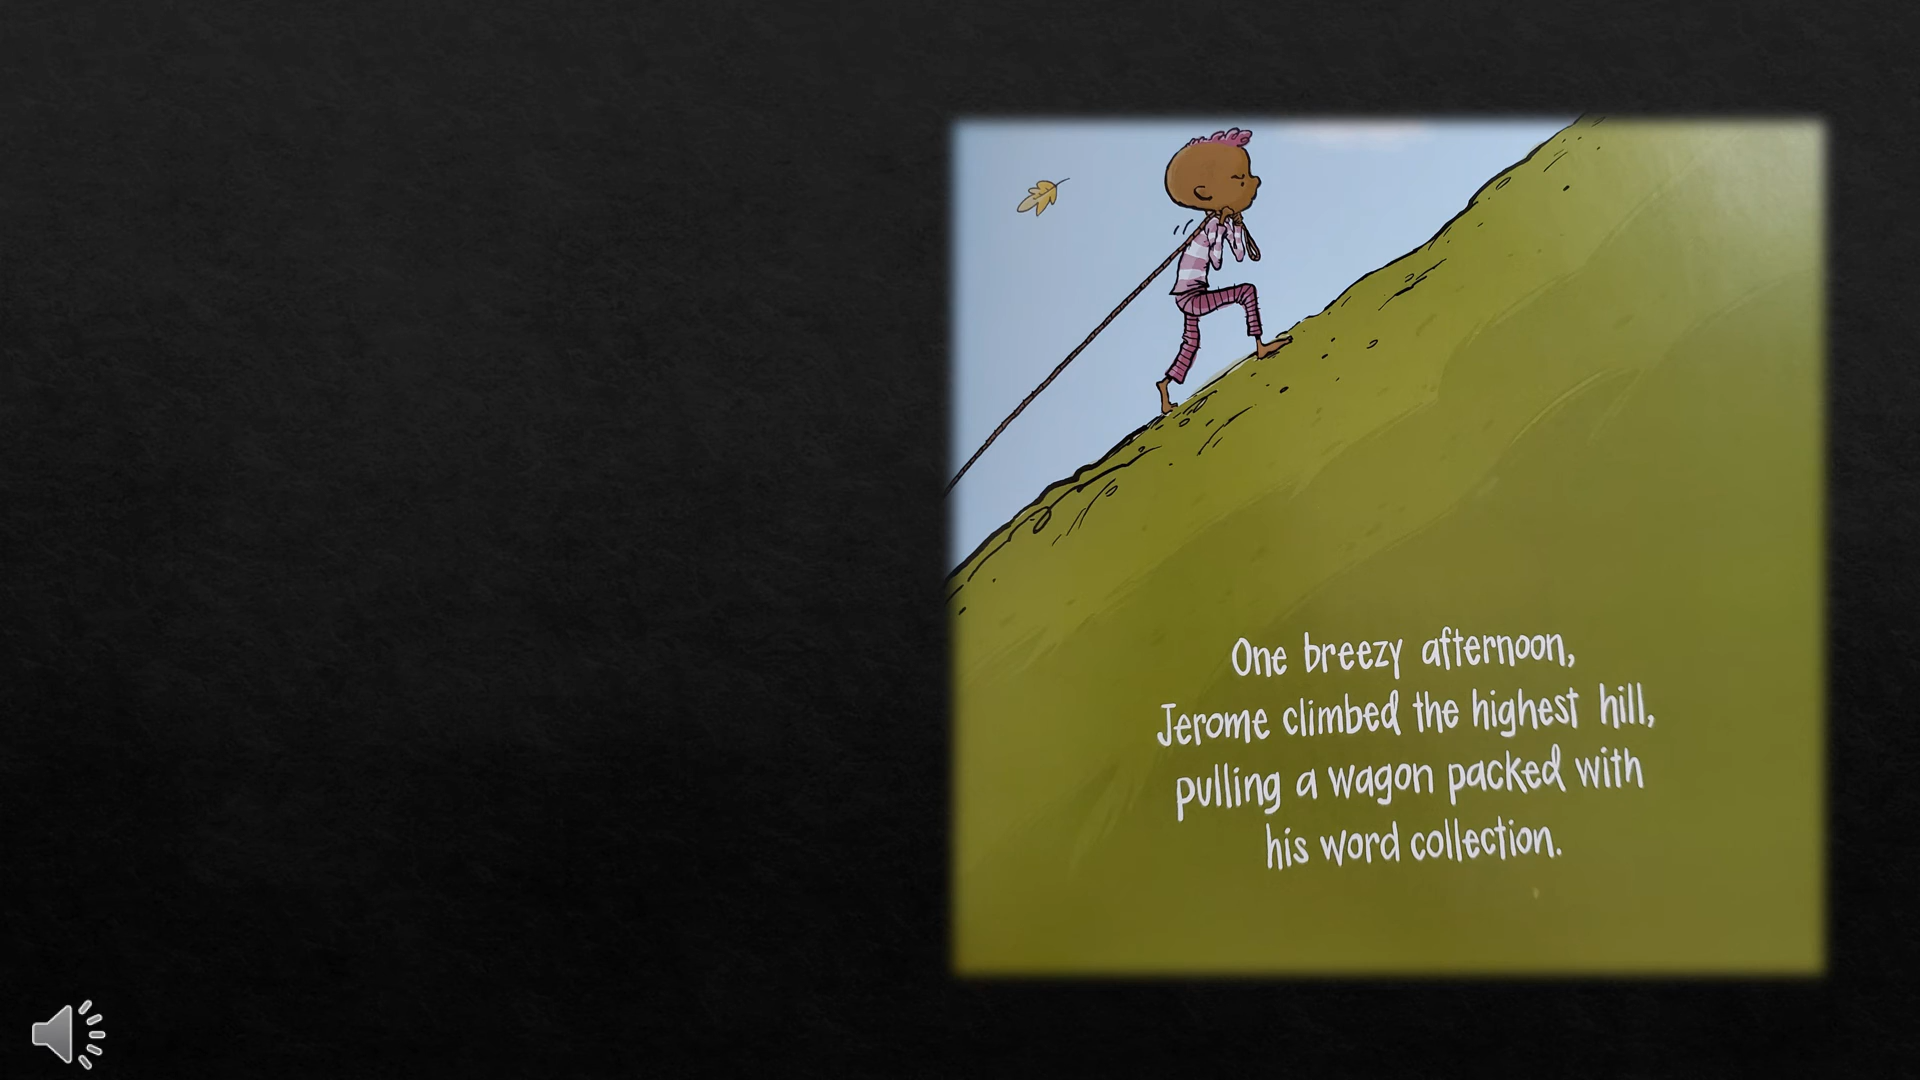 One breezy afternoon,
Jerome climbed the highest hill,
pulling a wagon packed with
his word collection.